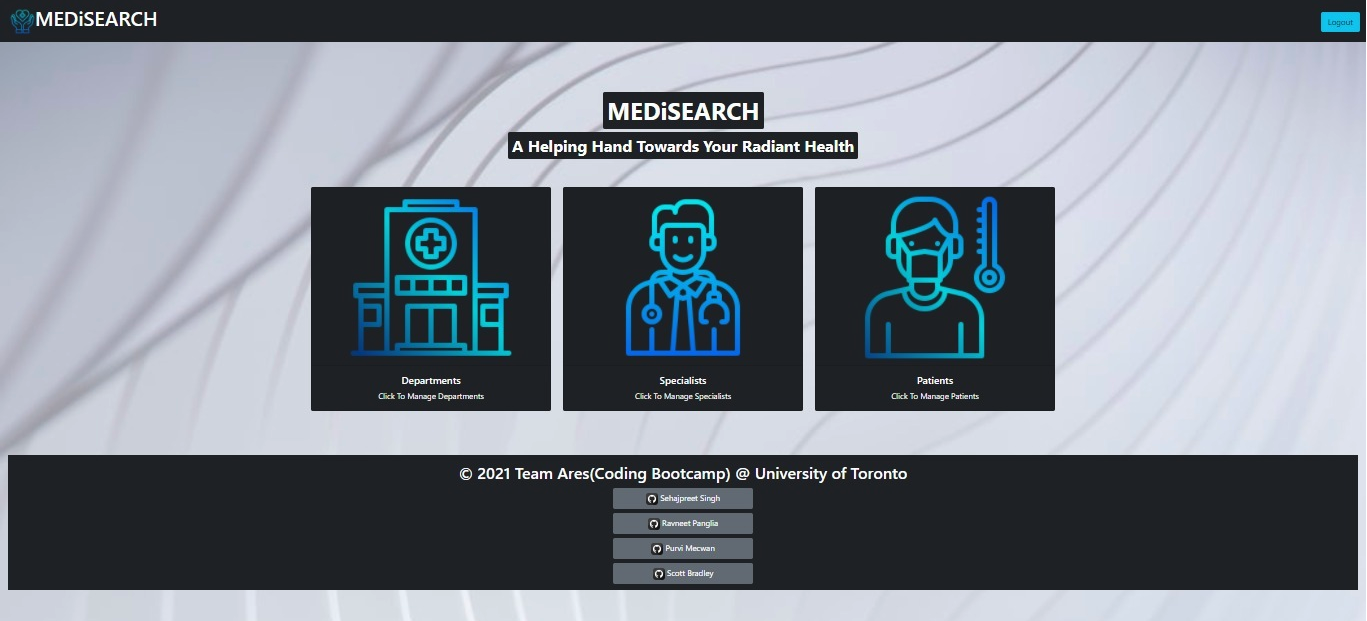 MEDiSEARCH
Logout
MEDiSEARCH
A Helping Hand Towards Your Radiant Health
Departments
Click To Manage Departments
Specialists
Click To Manage Specialists
Patients
Click To Manage Patients
© 2021 Team Ares(Coding Bootcamp) @ University of Toronto
Sehajpreet Singh
Ravneet Panglia
Purvi Mecwan
Scott Bradley